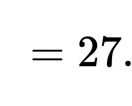 = 27.